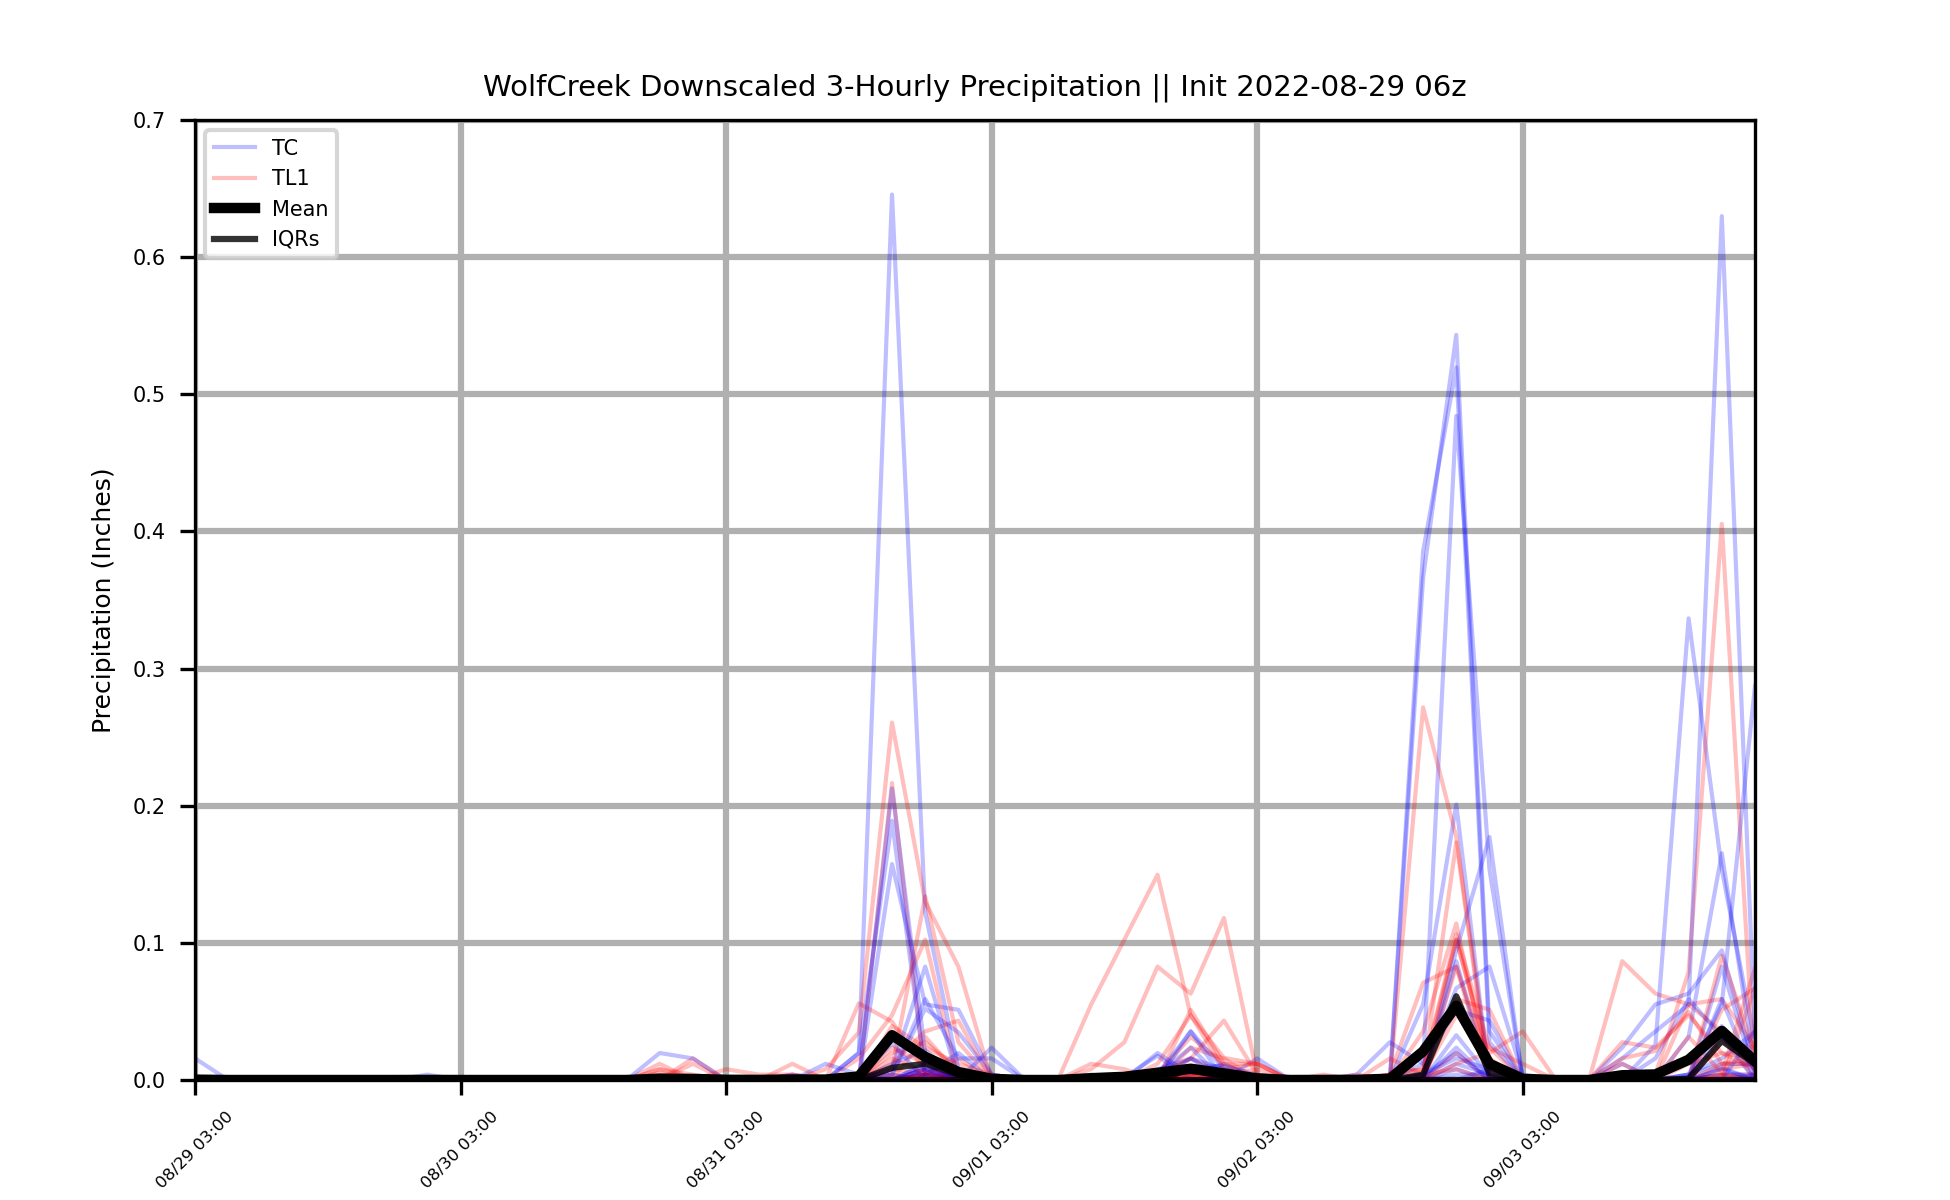 WolfCreek Downscaled 3-Hourly Precipitation || Init 2022-08-29 06z
TC
TL1
Mean
IQRs
Precipitation (Inches)
0.7
0.6
0.5
0.4
0.3
0.2
0.1
0.0
08/29 03:00
08/30 03:00
08/31 03:00
09/01 03:00
09/02 03:00
09/03 03:00